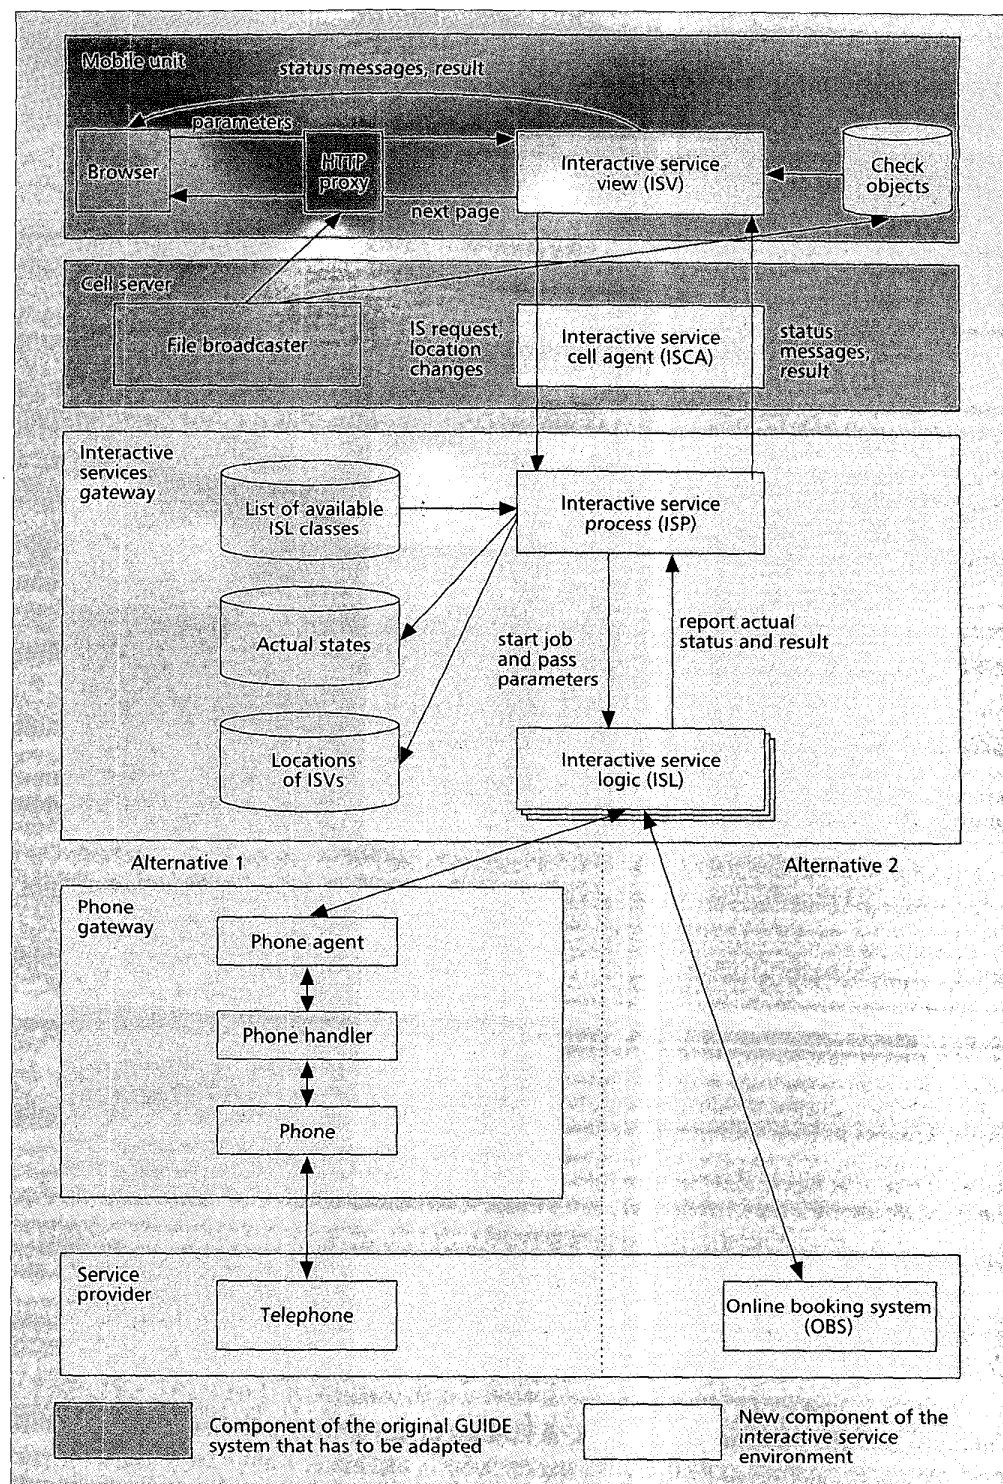 Mobile unit
status messages, result
parameters
Browser
HTTP
proxy
Interactive service
view (ISV)
Check
objects
next page
Cell server
File broadcaster
IS request,
location
changes
Interactive service
cell agent (ISCA)
status
messages,
result
Interactive
services
gateway
List of available
ISL classes
Interactive service
process (ISP)
Actual states
start job
and pass
parameters
report actual
status and result
Locations
of ISVs
Interactive service
logic (ISL)
Alternative 1
Alternative 2
Phone
gateway
Phone agent
Phone handler
Phone
Service
provider
Telephone
Online booking system
(OBS)
Component of the original GUIDE
system that has to be adapted
New component of the
interactive service
environment